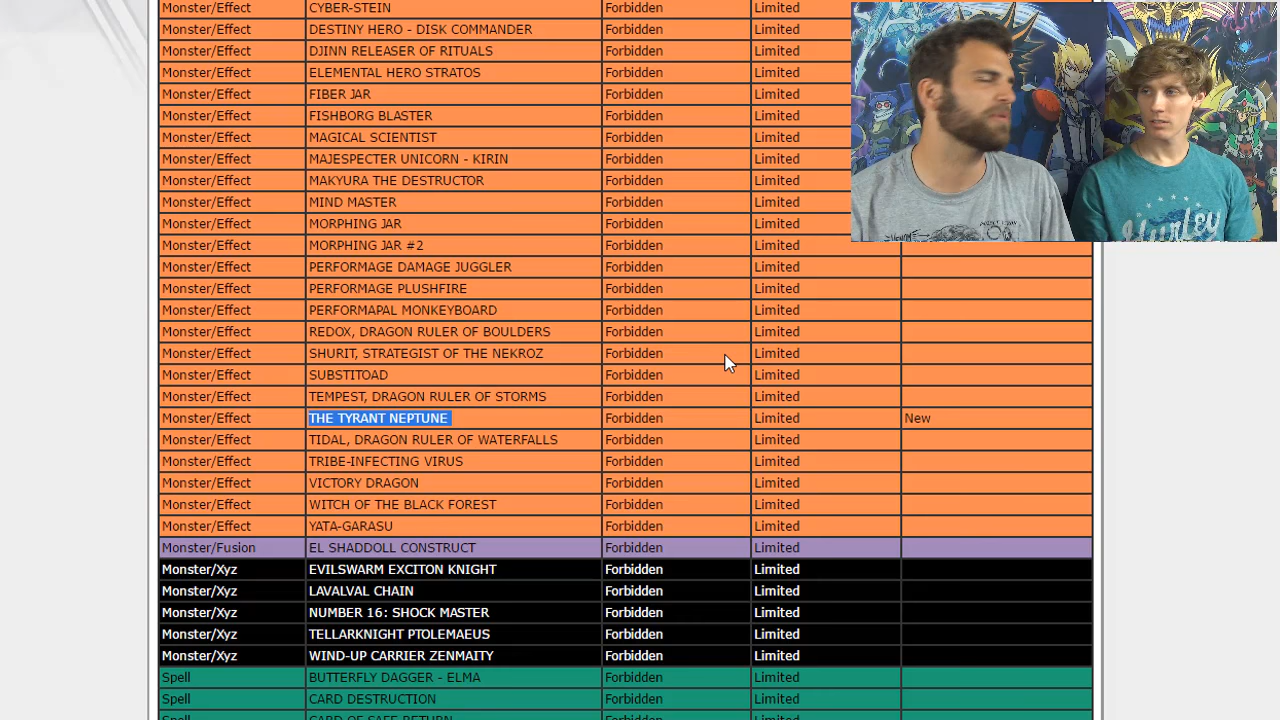 Monster/Effect CYBER-STEIN Forbidden Limited
Monster/Effect DESTINY HERO - DISK COMMANDER Forbidden Limited
Monster/Effect DJINN RELEASER OF RITUALS Forbidden Limited
Monster/Effect ELEMENTAL HERO STRATOS Forbidden Limited
Monster/Effect FIBER JAR Forbidden Limited
Monster/Effect FISHBORG BLASTER Forbidden Limited
Monster/Effect MAGICAL SCIENTIST Forbidden Limited
Monster/Effect MAJESPECTER UNICORN - KIRIN Forbidden Limited
Monster/Effect MAKYURA THE DESTRUCTOR Forbidden Limited
Monster/Effect MIND MASTER Forbidden Limited
Monster/Effect MORPHING JAR Forbidden Limited
Monster/Effect MORPHING JAR #2 Forbidden Limited
Monster/Effect PERFORMAGE DAMAGE JUGGLER Forbidden Limited
Monster/Effect PERFORMAGE PLUSHFIRE Forbidden Limited
Monster/Effect PERFORMAPAL MONKEYBOARD Forbidden Limited
Monster/Effect REDOX, DRAGON RULER OF BOULDERS Forbidden Limited
Monster/Effect SHURIT, STRATEGIST OF THE NEKROZ Forbidden Limited
Monster/Effect SUBSTITOAD Forbidden Limited
Monster/Effect TEMPEST, DRAGON RULER OF STORMS Forbidden Limited
Monster/Effect THE TYRANT NEPTUNE Forbidden Limited New
Monster/Effect TIDAL, DRAGON RULER OF WATERFALLS Forbidden Limited
Monster/Effect TRIBE-INFECTING VIRUS Forbidden Limited
Monster/Effect VICTORY DRAGON Forbidden Limited
Monster/Effect WITCH OF THE BLACK FOREST Forbidden Limited
Monster/Effect YATA-GARASU Forbidden Limited
Monster/Fusion EL SHADDOLL CONSTRUCT Forbidden Limited
Monster/Xyz EVILSWARM EXCITON KNIGHT Forbidden Limited
Monster/Xyz LAVALVAL CHAIN Forbidden Limited
Monster/Xyz NUMBER 16: SHOCK MASTER Forbidden Limited
Monster/Xyz TELLARKNIGHT PTOLEMAEUS Forbidden Limited
Monster/Xyz WIND-UP CARRIER ZENMAITY Forbidden Limited
Spell BUTTERFLY DAGGER - ELMA Forbidden Limited
Spell CARD DESTRUCTION Forbidden Limited
Spell CARD OF SAFE RETURN Forbidden Limited
Hurley